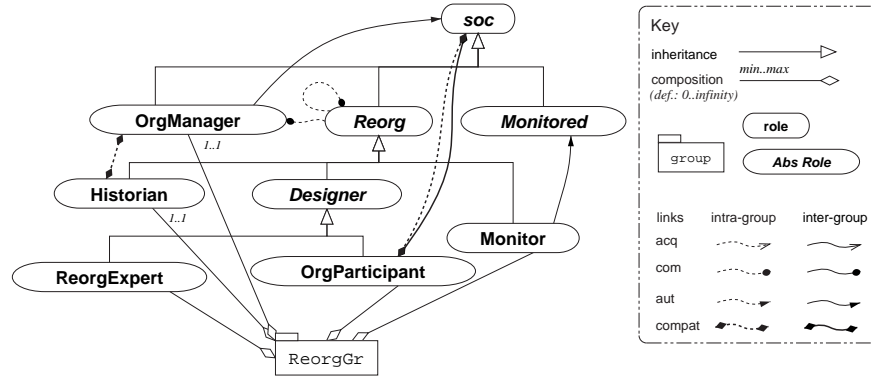 soc
OrgManager
Reorg
Monitored
1..1
Historian
Designer
1..1
Monitor
ReorgExpert
OrgParticipant
ReorgGr
Key
inheritance
composition
min..max
(def.: 0..infinity)
role
group
Abs Role
links intra-group inter-group
acq
com
aut
compat